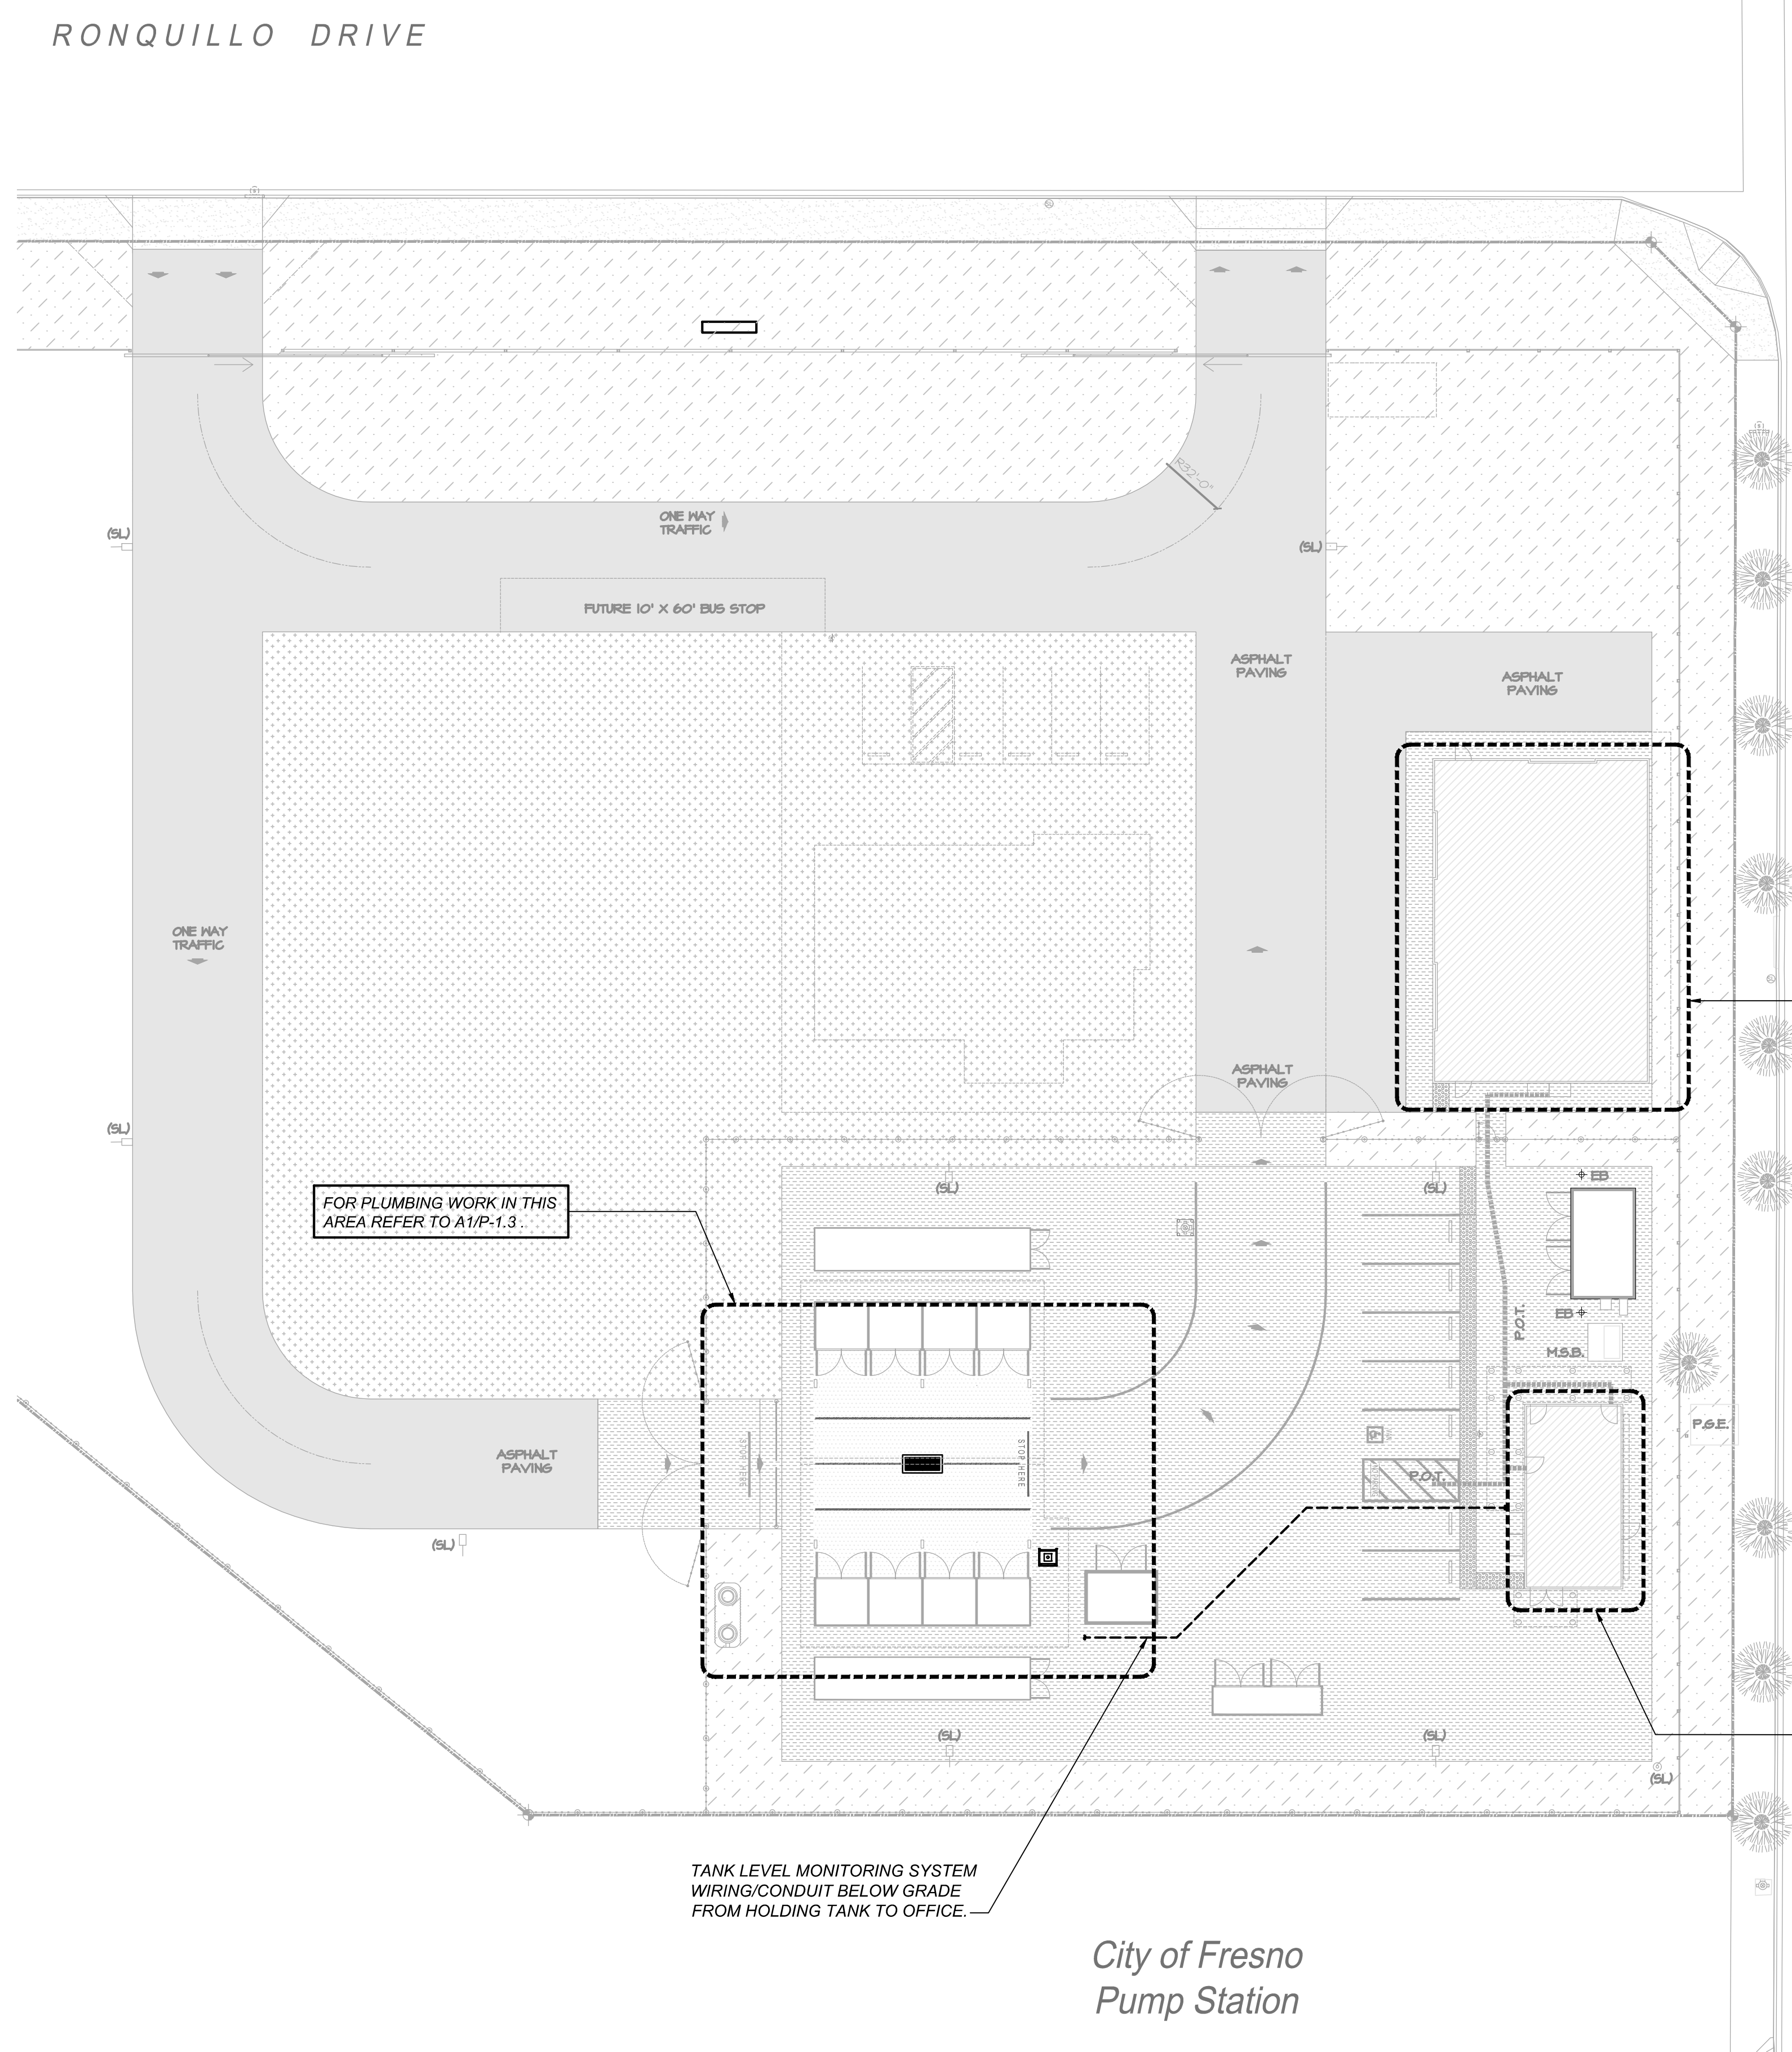 RONQUILLO DRIVE
R32'-0"
ONE WAY
TRAFFIC
(SL)
(SL)
FUTURE 10' X 60' BUS STOP
ASPHALT
PAVING
ASPHALT
PAVING
ONE WAY
TRAFFIC
ASPHALT
PAVING
(SL)
(SL)
(SL)
EB
FOR PLUMBING WORK IN THIS
AREA REFER TO A1/P-1.3 .
P.O.T.
EB
M.S.B.
P.G.E.
STOP HERE
STOP HERE
ASPHALT
PAVING
P.O.T.
(SL)
(SL)
(SL)
(SL)
TANK LEVEL MONITORING SYSTEM
WIRING/CONDUIT BELOW GRADE
FROM HOLDING TANK TO OFFICE.
City of Fresno
Pump Station